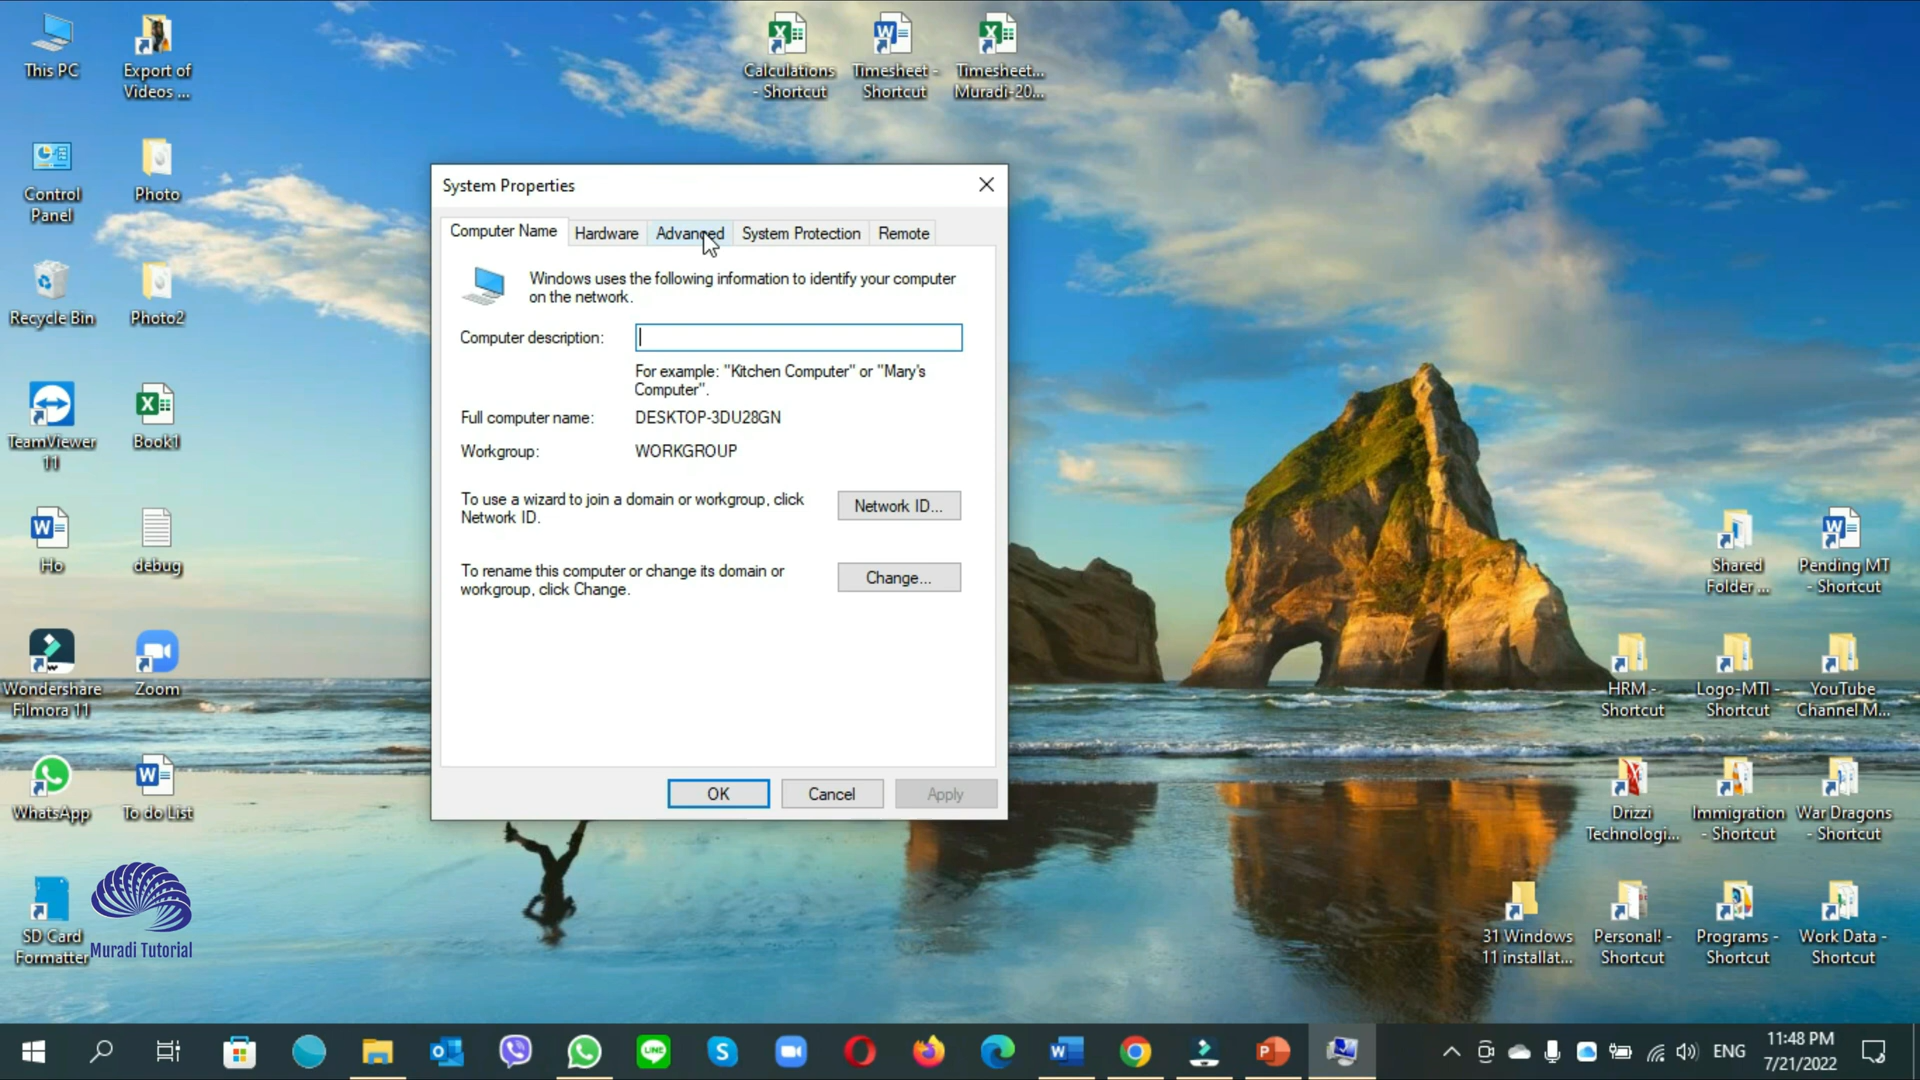 This PC
Export of
Videos ...
Calculations
- Shortcut
Timesheet -
Shortcut
Timesheet...
Muradi-20...
Control
Panel
Photo
Recycle Bin
Photo2
TeamViewer
11
Book1
Ho
debug
Wondershare
Filmora 11
Zoom
WhatsApp
To do List
SD Card
Formatter
Muradi Tutorial
System Properties
Computer Name
Hardware
Advanced
System Protection
Remote
Windows uses the following information to identify your computer
on the network.
Computer description:
For example: "Kitchen Computer" or "Mary's
Computer".
Full computer name:
DESKTOP-3DU28GN
Workgroup:
WORKGROUP
To use a wizard to join a domain or workgroup, click
Network ID.
Network ID...
To rename this computer or change its domain or
workgroup, click Change.
Change...
OK
Cancel
Apply
Shared
Folder ...
Pending MT
- Shortcut
HRM -
Shortcut
Logo-MTI -
Shortcut
YouTube
Channel M...
Drizzi
Technologi...
Immigration
- Shortcut
War Dragons
- Shortcut
31 Windows
11 installat...
Personal! -
Shortcut
Programs -
Shortcut
Work Data -
Shortcut
LINE
ENG
11:48 PM
7/21/2022